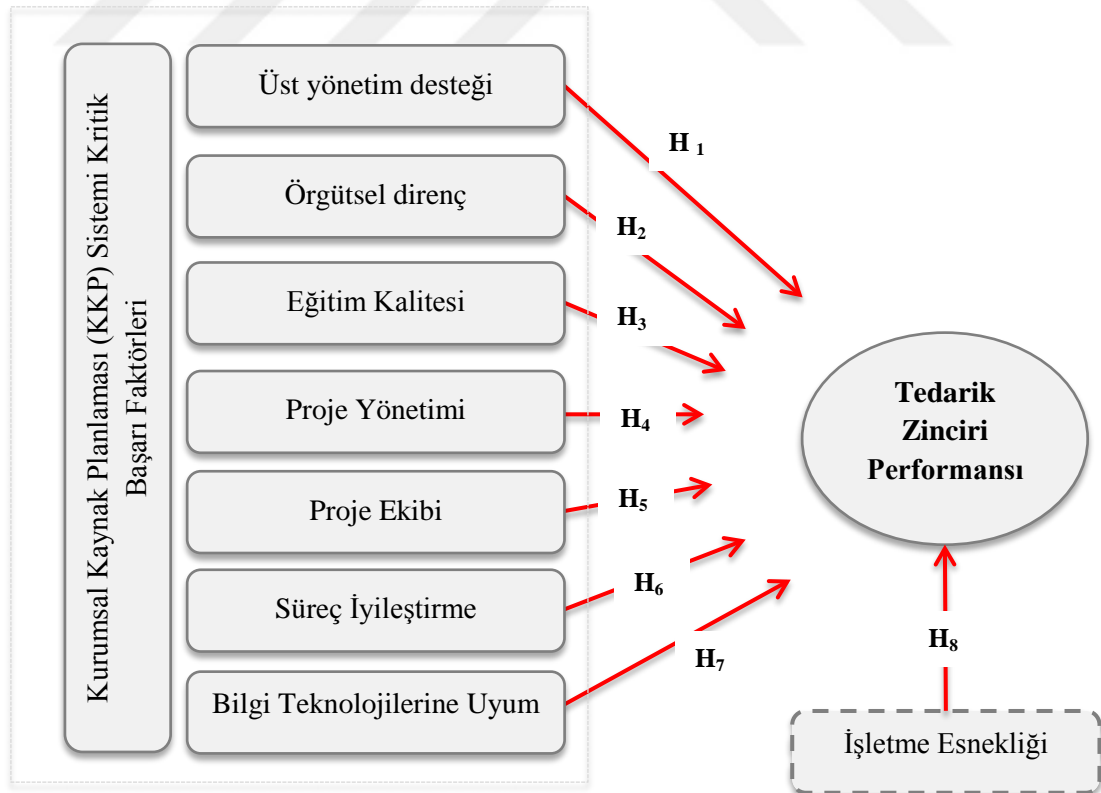 Kurumsal Kaynak Planlaması (KKP) Sistemi Kritik
Başarı Faktörleri
Üst yönetim desteği
Örgütsel direnç
Eğitim Kalitesi
Proje Yönetimi
Proje Ekibi
Süreç İyileştirme
Bilgi Teknolojilerine Uyum
H 1
H2
H3
H4
H5
H6
H7
Tedarik
Zinciri
Performansı
H8
İşletme Esnekliği